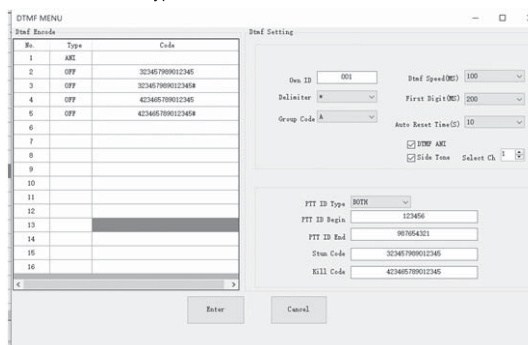 DTMF MENU
Dtmf Encode
No. Type Code
1 ANI
2 OFF 323457989012345
3 OFF 323457989012345#
4 OFF 423465789012345
5 OFF 423465789012345#
6
7
8
9
10
11
12
13
14
15
16
Dtmf Setting
Own ID 001
Delimiter *
Group Code A
Dtmf Speed(MS) 100
First Digit(MS) 200
Auto Reset Time(S) 10
DTMF ANI
Side Tone Select Ch 1
PTT ID Type BOTH
PTT ID Begin 123456
PTT ID End 987654321
Stun Code 323457989012345
Kill Code 423465789012345
Enter Cancel